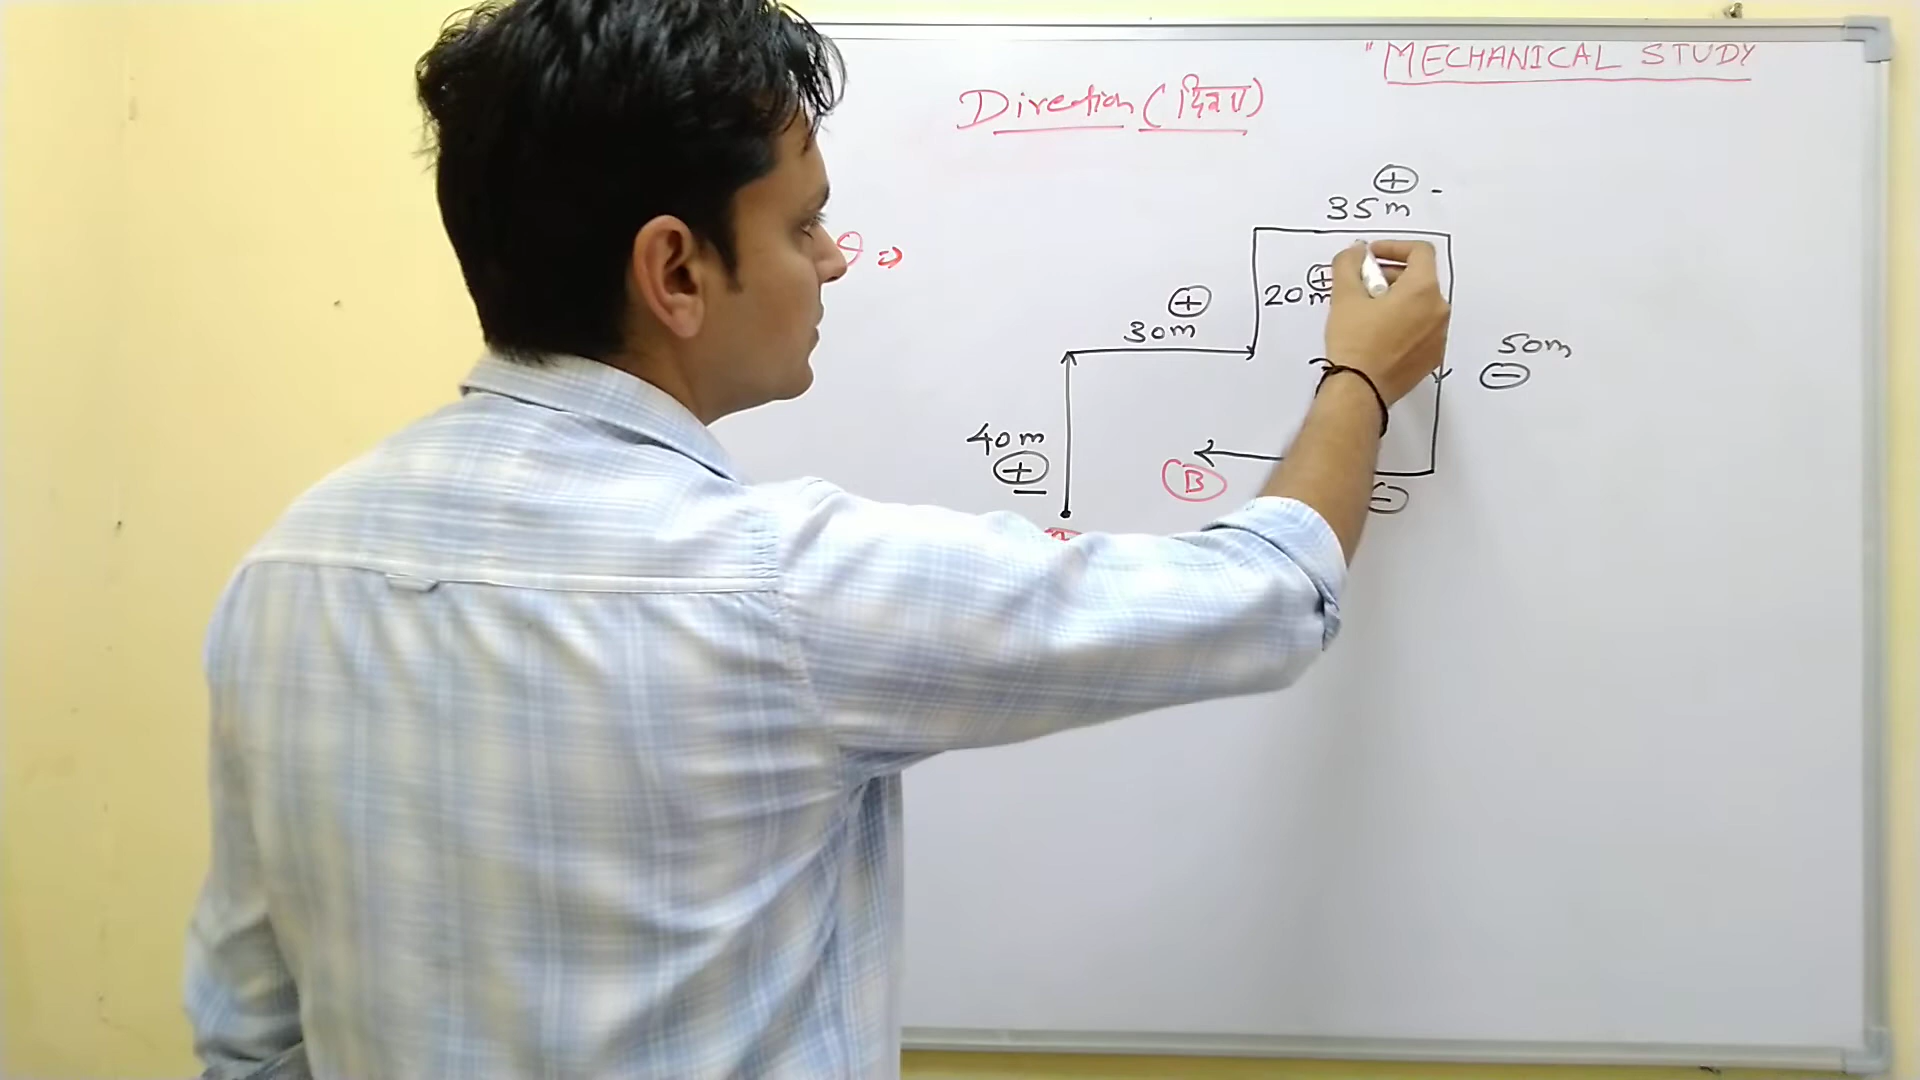 " MECHANICAL STUDY
Direction (दिशा)
⇒
+
35m
+
20m
+
30m
50m
-
40m
+
B
-